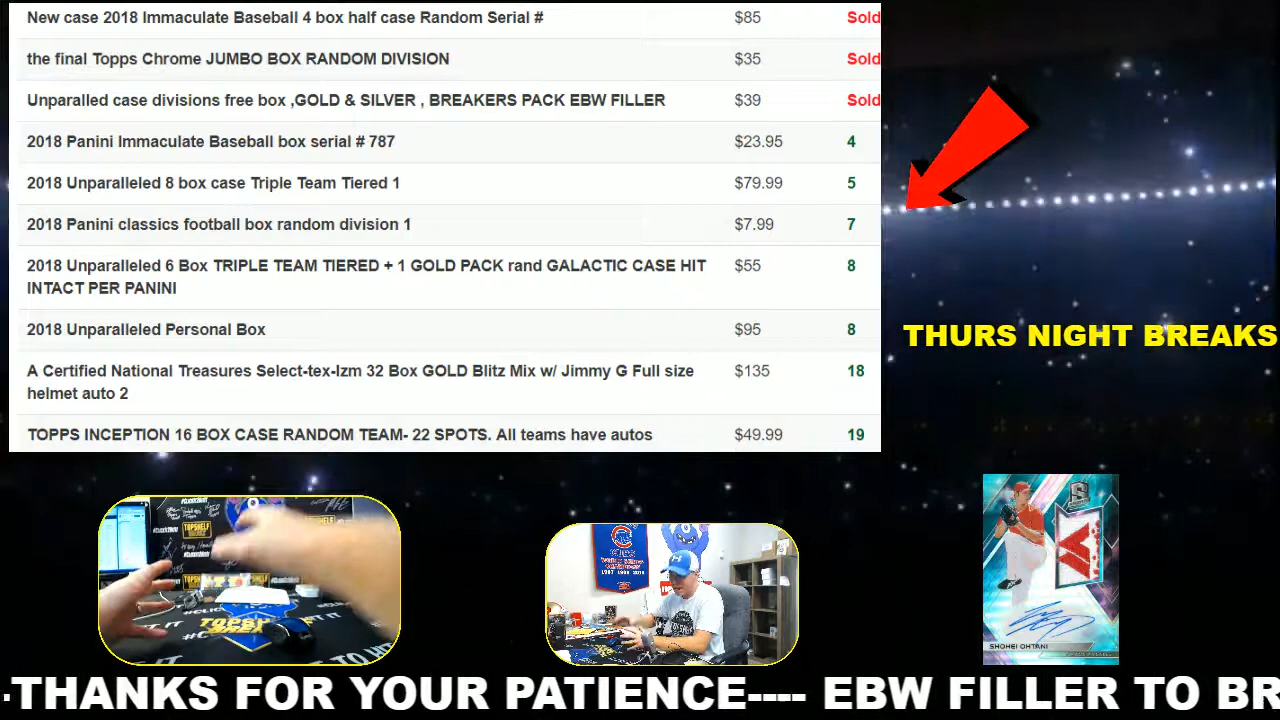 New case 2018 Immaculate Baseball 4 box half case Random Serial # $85 Sold
the final Topps Chrome JUMBO BOX RANDOM DIVISION $35 Sold
Unparalled case divisions free box ,GOLD & SILVER , BREAKERS PACK EBW FILLER $39 Sold
2018 Panini Immaculate Baseball box serial # 787 $23.95 4
2018 Unparalleled 8 box case Triple Team Tiered 1 $79.99 5
2018 Panini classics football box random division 1 $7.99 7
2018 Unparalleled 6 Box TRIPLE TEAM TIERED + 1 GOLD PACK rand GALACTIC CASE HIT $55 8
INTACT PER PANINI
2018 Unparalleled Personal Box $95 8
A Certified National Treasures Select-tex-lzm 32 Box GOLD Blitz Mix w/ Jimmy G Full size $135 18
helmet auto 2
TOPPS INCEPTION 16 BOX CASE RANDOM TEAM- 22 SPOTS. All teams have autos $49.99 19
THURS NIGHT BREAKS
TOPSHELF
CUBS
SHOHEI OHTANI
·THANKS FOR YOUR PATIENCE---- EBW FILLER TO BR